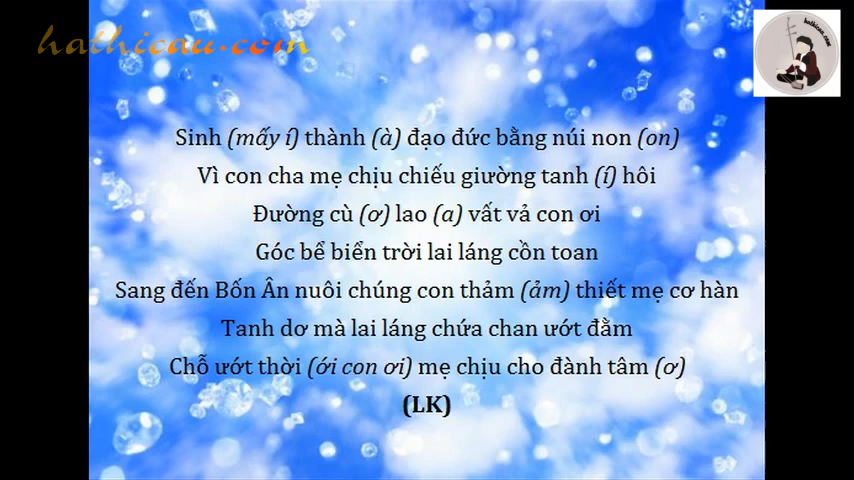 hathicau.com
hathicau.com
Sinh (mấy í) thành (à) đạo đức bằng núi non (on)
Vì con cha mẹ chịu chiếu giường tanh (í) hôi
Đường cù (ơ) lao (a) vất vả con ơi
Góc bể biển trời lai láng cồn toan
Sang đến Bốn Ân nuôi chúng con thảm (ảm) thiết mẹ cơ hàn
Tanh dơ mà lai láng chứa chan ướt đằm
Chỗ ướt thời (ới con ơi) mẹ chịu cho đành tâm (ơ)
(LK)